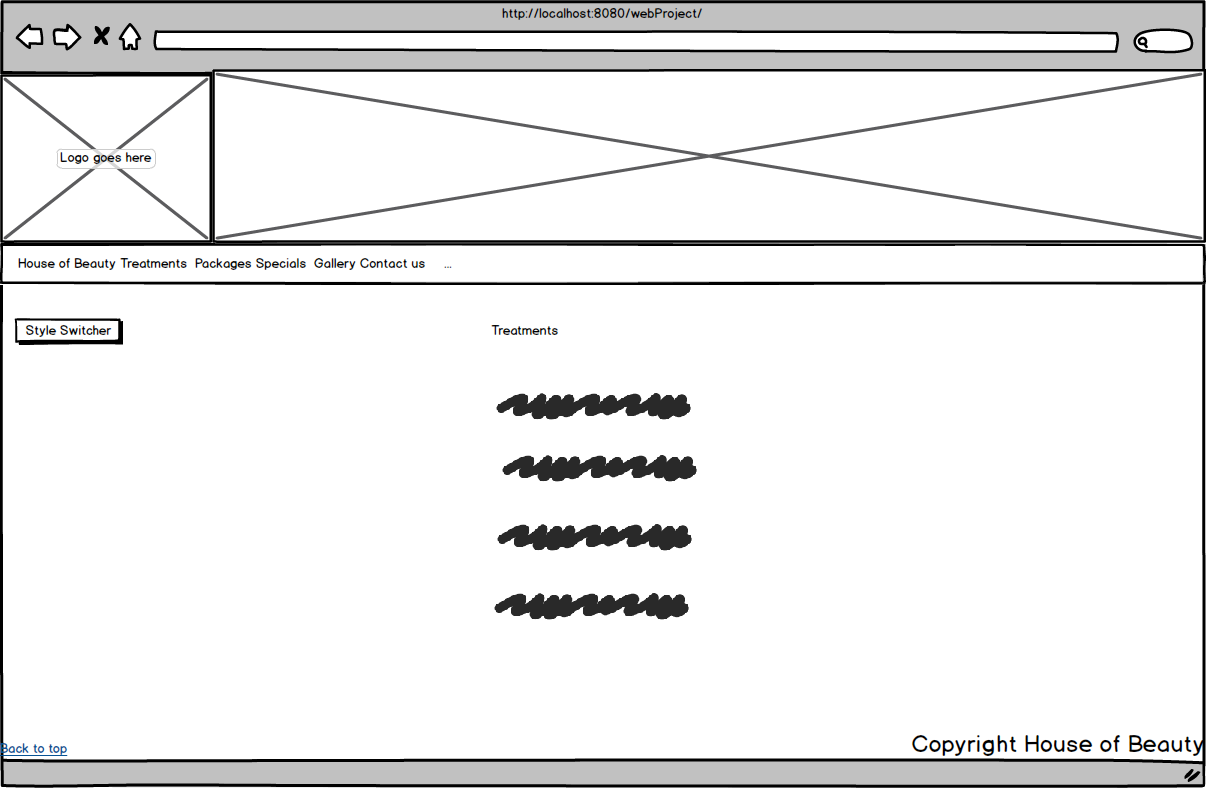 http://localhost:8080/webProject/
Logo goes here
House of Beauty Treatments Packages Specials Gallery Contact us ...
Style Switcher
Treatments
Back to top
Copyright House of Beauty